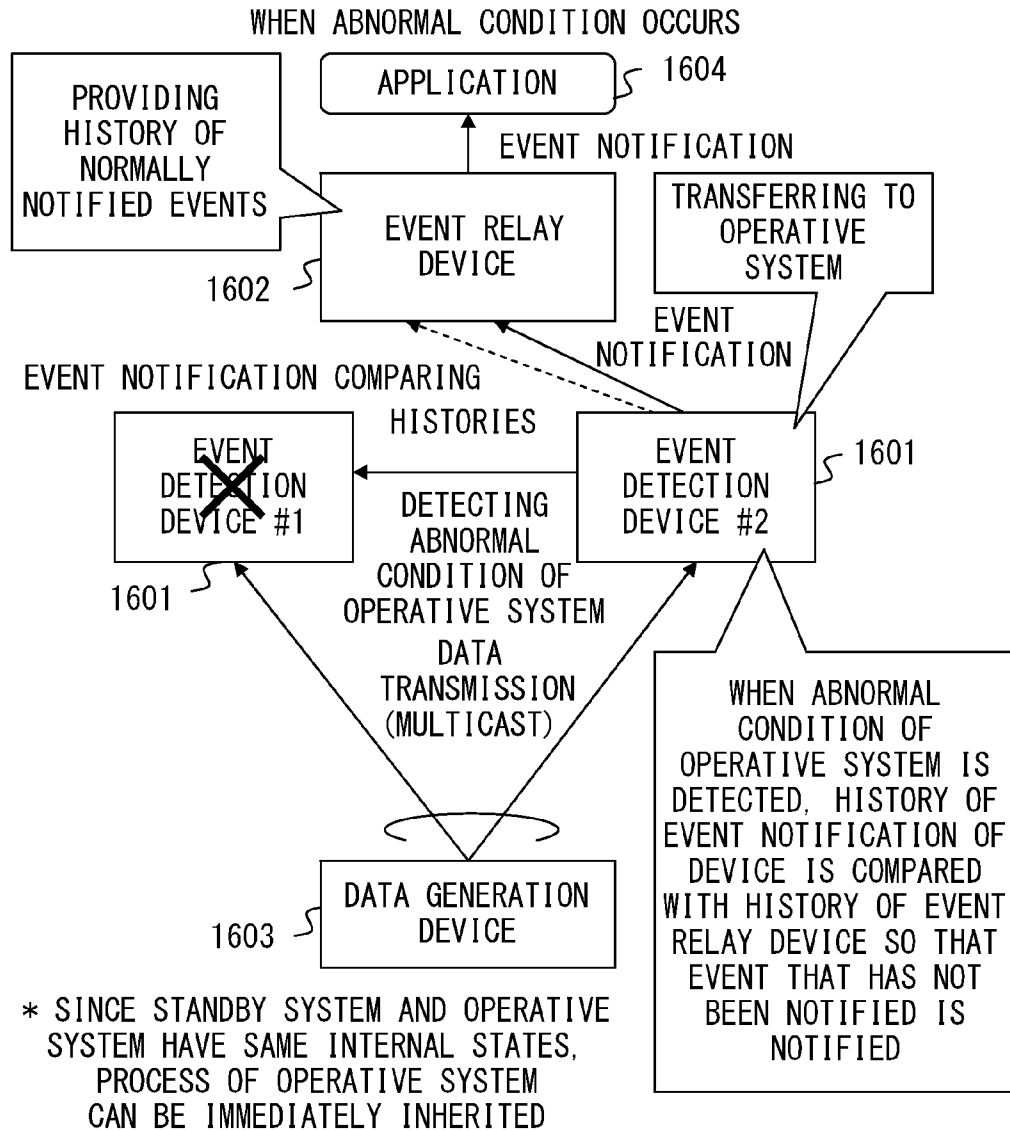 WHEN ABNORMAL CONDITION OCCURS
APPLICATION
1604
PROVIDING
HISTORY OF
NORMALLY
NOTIFIED EVENTS
EVENT NOTIFICATION
EVENT RELAY
DEVICE
1602
TRANSFERRING TO
OPERATIVE
SYSTEM
EVENT
NOTIFICATION
EVENT NOTIFICATION COMPARING
HISTORIES
EVENT
DETECTION
DEVICE #1
1601
EVENT
DETECTION
DEVICE #2
1601
DETECTING
ABNORMAL
CONDITION OF
OPERATIVE SYSTEM
DATA
TRANSMISSION
(MULTICAST)
WHEN ABNORMAL
CONDITION OF
OPERATIVE SYSTEM IS
DETECTED, HISTORY OF
EVENT NOTIFICATION OF
DEVICE IS COMPARED
WITH HISTORY OF EVENT
RELAY DEVICE SO THAT
EVENT THAT HAS NOT
BEEN NOTIFIED IS
NOTIFIED
DATA GENERATION
DEVICE
1603
* SINCE STANDBY SYSTEM AND OPERATIVE
SYSTEM HAVE SAME INTERNAL STATES,
PROCESS OF OPERATIVE SYSTEM
CAN BE IMMEDIATELY INHERITED